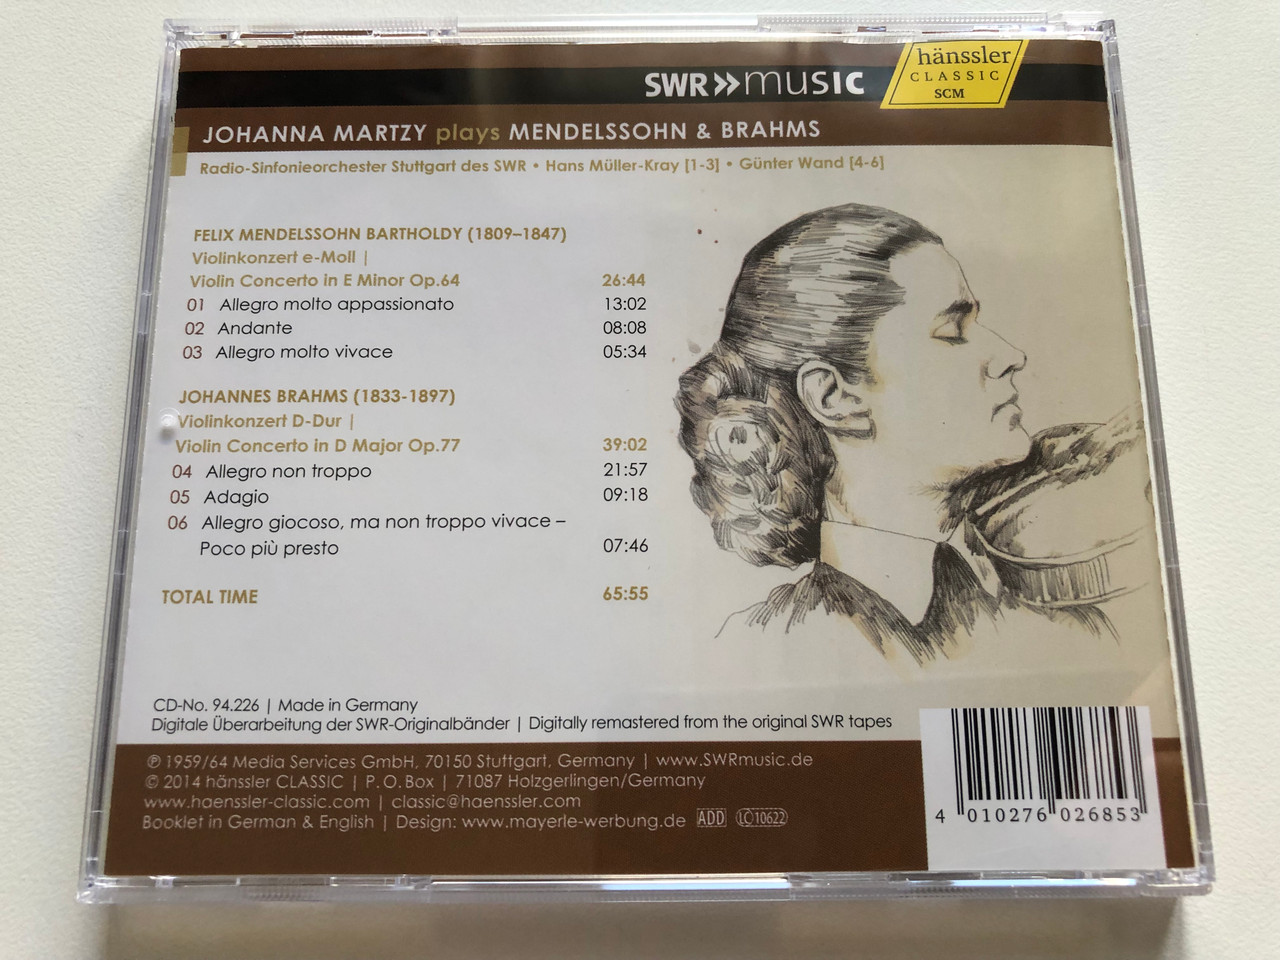 SWR»music
hänssler
CLASSIC
SCM
JOHANNA MARTZY plays MENDELSSOHN & BRAHMS
Radio-Sinfonieorchester Stuttgart des SWR • Hans Müller-Kray [1-3] • Günter Wand [4-6]
FELIX MENDELSSOHN BARTHOLDY (1809–1847)
Violinkonzert e-Moll |
Violin Concerto in E Minor Op.64 26:44
01 Allegro molto appassionato 13:02
02 Andante 08:08
03 Allegro molto vivace 05:34
JOHANNES BRAHMS (1833-1897)
Violinkonzert D-Dur |
Violin Concerto in D Major Op.77 39:02
04 Allegro non troppo 21:57
05 Adagio 09:18
06 Allegro giocoso, ma non troppo vivace –
Poco più presto 07:46
TOTAL TIME 65:55
CD-No. 94.226 | Made in Germany
Digitale Überarbeitung der SWR-Originalbänder | Digitally remastered from the original SWR tapes
℗ 1959/64 Media Services GmbH, 70150 Stuttgart, Germany | www.SWRmusic.de
© 2014 hänssler CLASSIC | P.O. Box | 71087 Holzgerlingen/Germany
www.haenssler-classic.com | classic@haenssler.com
Booklet in German & English | Design: www.mayerle-werbung.de ADD LC 10622
4 010276 026853